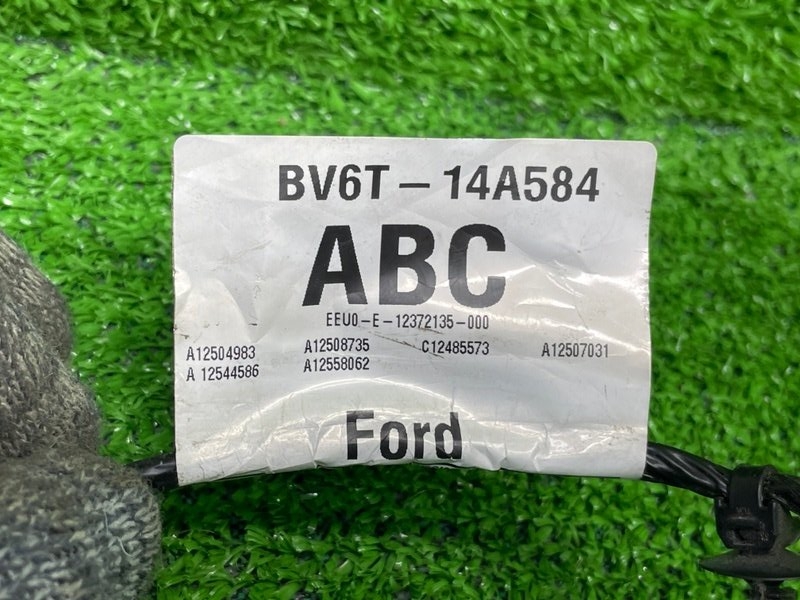 BV6T - 14A584
ABC
EEU0-E-12372135-000
A12504983 A12508735 C12485573 A12507031
A 12544586 A12558062
Ford